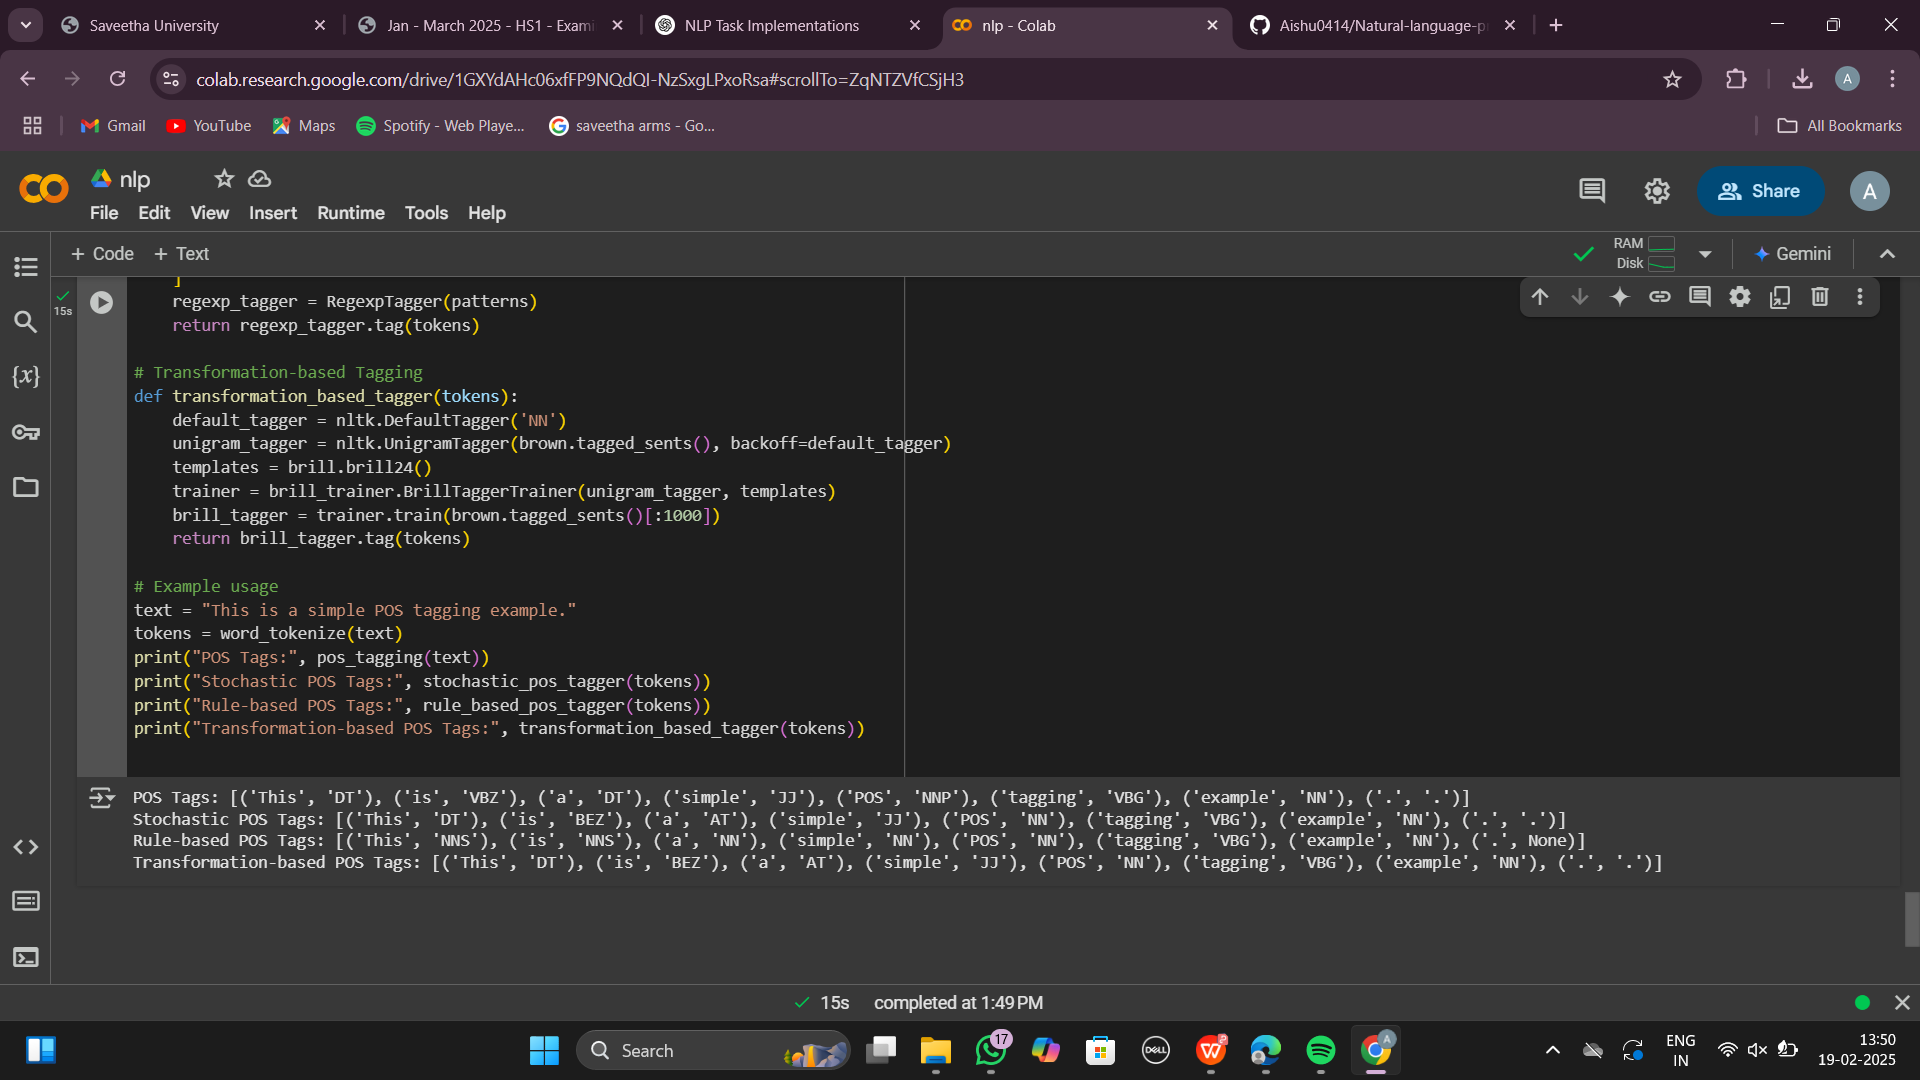 Saveetha University
Jan - March 2025 - HS1 - Exami
NLP Task Implementations
nlp - Colab
Aishu0414/Natural-language-p
colab.research.google.com/drive/1GXYdAHc06xfFP9NQdQI-NzSxgLPxoRsa#scrollTo=ZqNTZVfCSjH3
A
Gmail
YouTube
Maps
Spotify - Web Playe...
saveetha arms - Go...
All Bookmarks
nlp
File Edit View Insert Runtime Tools Help
Share
A
+ Code + Text
RAM
Disk
Gemini
15s
]
regexp_tagger = RegexpTagger(patterns)
return regexp_tagger.tag(tokens)
# Transformation-based Tagging
def transformation_based_tagger(tokens):
default_tagger = nltk.DefaultTagger('NN')
unigram_tagger = nltk.UnigramTagger(brown.tagged_sents(), backoff=default_tagger)
templates = brill.brill24()
trainer = brill_trainer.BrillTaggerTrainer(unigram_tagger, templates)
brill_tagger = trainer.train(brown.tagged_sents()[:1000])
return brill_tagger.tag(tokens)
# Example usage
text = "This is a simple POS tagging example."
tokens = word_tokenize(text)
print("POS Tags:", pos_tagging(text))
print("Stochastic POS Tags:", stochastic_pos_tagger(tokens))
print("Rule-based POS Tags:", rule_based_pos_tagger(tokens))
print("Transformation-based POS Tags:", transformation_based_tagger(tokens))
POS Tags: [('This', 'DT'), ('is', 'VBZ'), ('a', 'DT'), ('simple', 'JJ'), ('POS', 'NNP'), ('tagging', 'VBG'), ('example', 'NN'), ('.', '.')]
Stochastic POS Tags: [('This', 'DT'), ('is', 'BEZ'), ('a', 'AT'), ('simple', 'JJ'), ('POS', 'NN'), ('tagging', 'VBG'), ('example', 'NN'), ('.', '.')]
Rule-based POS Tags: [('This', 'NNS'), ('is', 'NNS'), ('a', 'NN'), ('simple', 'NN'), ('POS', 'NN'), ('tagging', 'VBG'), ('example', 'NN'), ('.', None)]
Transformation-based POS Tags: [('This', 'DT'), ('is', 'BEZ'), ('a', 'AT'), ('simple', 'JJ'), ('POS', 'NN'), ('tagging', 'VBG'), ('example', 'NN'), ('.', '.')]
15s completed at 1:49 PM
Search
17
DELL
A
ENG
IN
13:50
19-02-2025